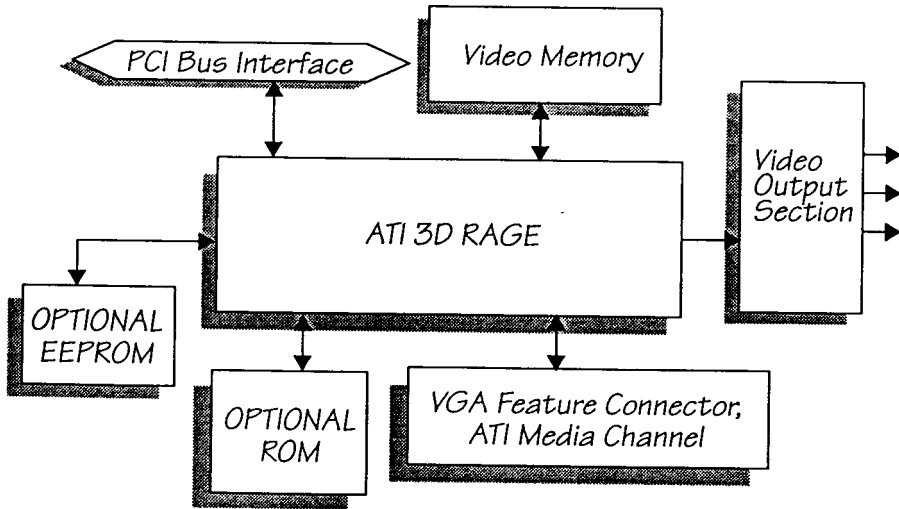 PCI Bus Interface
Video Memory
Video
Output
Section
ATI 3D RAGE
OPTIONAL
EEPROM
OPTIONAL
ROM
VGA Feature Connector,
ATI Media Channel